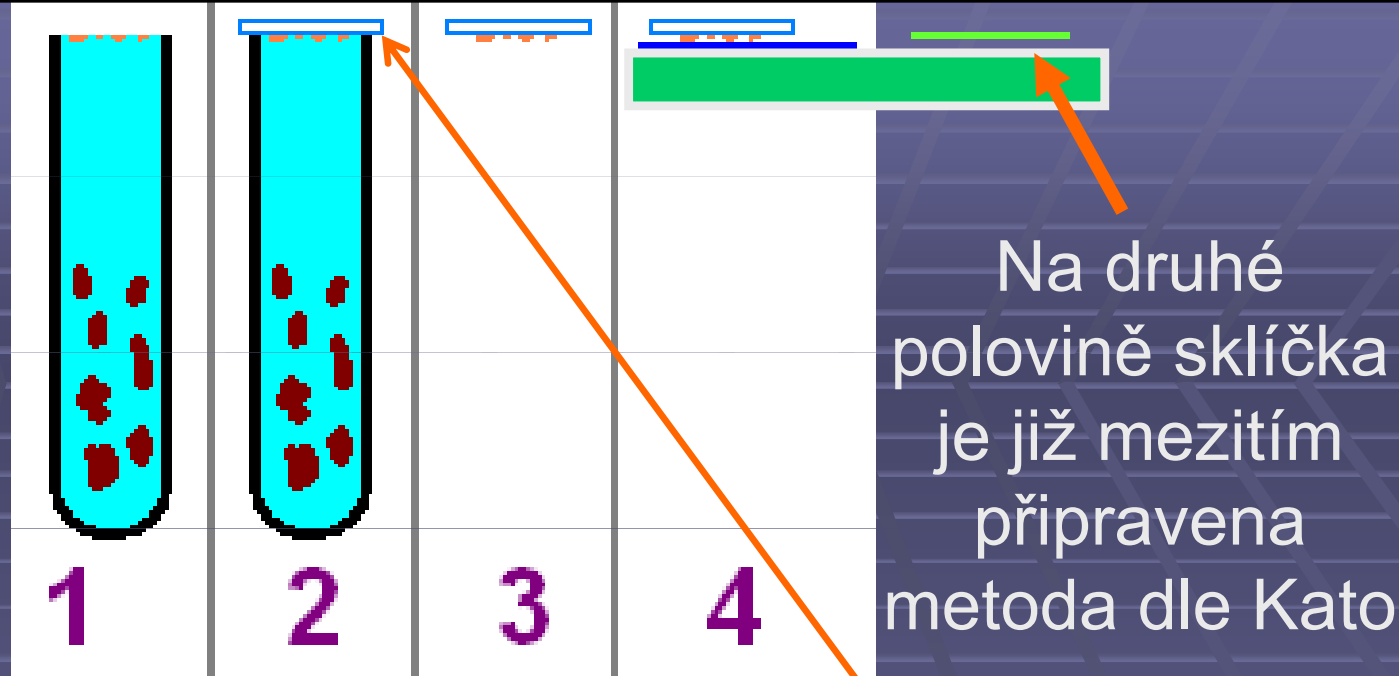 1 2 3 4
Na druhé
polovině sklíčka
je již mezitím
připravena
metoda dle Kato